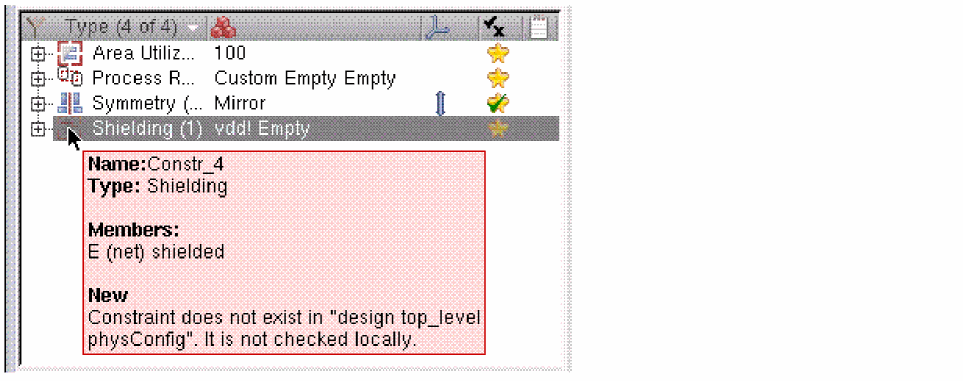 Type (4 of 4)
Area Utiliz... 100
Process R... Custom Empty Empty
Symmetry (... Mirror
Shielding (1) vdd! Empty
Name:Constr_4
Type: Shielding
Members:
E (net) shielded
New
Constraint does not exist in "design top_level
physConfig". It is not checked locally.